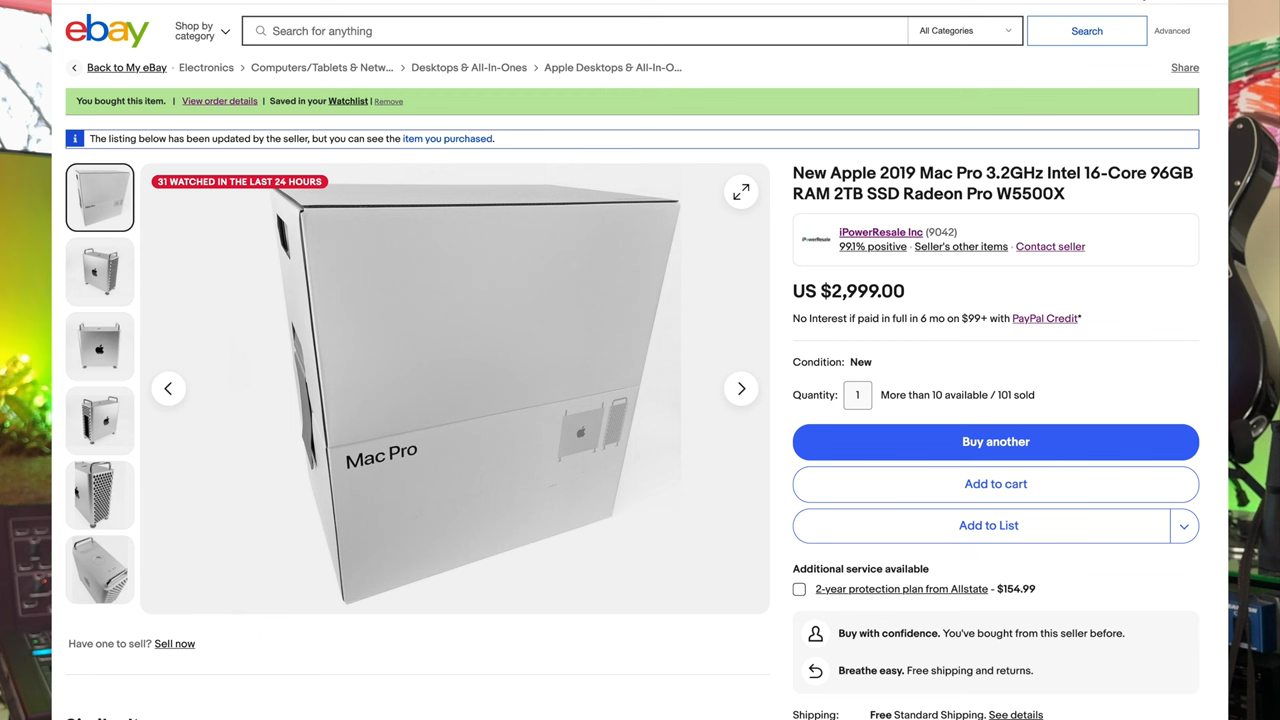 ebay
Shop by
category
Search for anything
All Categories
Search
Advanced
Back to My eBay · Electronics > Computers/Tablets & Netw... > Desktops & All-In-Ones > Apple Desktops & All-In-O...
Share
You bought this item. | View order details | Saved in your Watchlist | Remove
i The listing below has been updated by the seller, but you can see the item you purchased.
31 WATCHED IN THE LAST 24 HOURS
Mac Pro
New Apple 2019 Mac Pro 3.2GHz Intel 16-Core 96GB
RAM 2TB SSD Radeon Pro W5500X
iPowerResale
iPowerResale Inc (9042)
99.1% positive · Seller's other items · Contact seller
US $2,999.00
No Interest if paid in full in 6 mo on $99+ with PayPal Credit*
Condition: New
Quantity: 1 More than 10 available / 101 sold
Buy another
Add to cart
Add to List
Additional service available
2-year protection plan from Allstate - $154.99
Buy with confidence. You've bought from this seller before.
Breathe easy. Free shipping and returns.
Have one to sell? Sell now
Shipping: Free Standard Shipping. See details